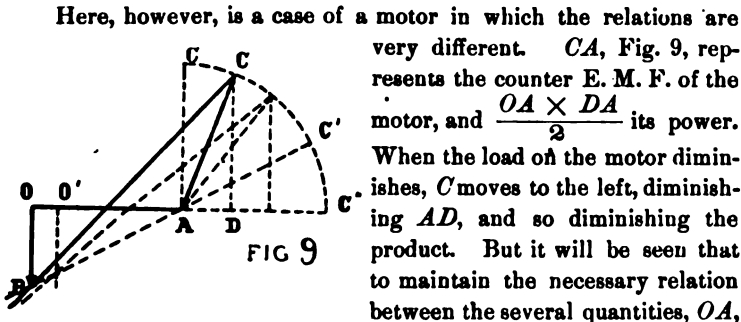 Here, however, is a case of a motor in which the relations are
very different. CA, Fig. 9, rep-
resents the counter E. M. F. of the
motor, and OA × DA / 2 its power.
When the load on the motor dimin-
ishes, C moves to the left, diminish-
ing AD, and so diminishing the
product. But it will be seen that
to maintain the necessary relation
between the several quantities, OA,
C C
C'
O O' C"
A D
B
FIG 9